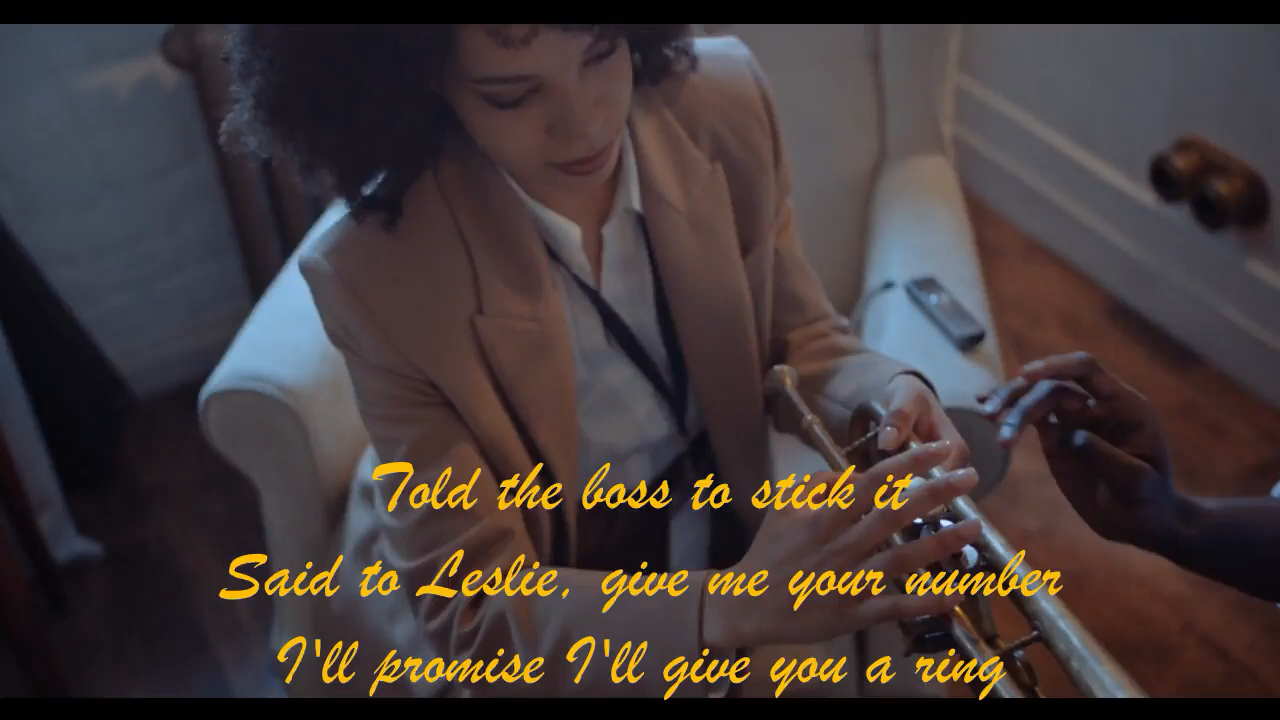 Told the boss to stick it
Said to Leslie, give me your number
I'll promise I'll give you a ring